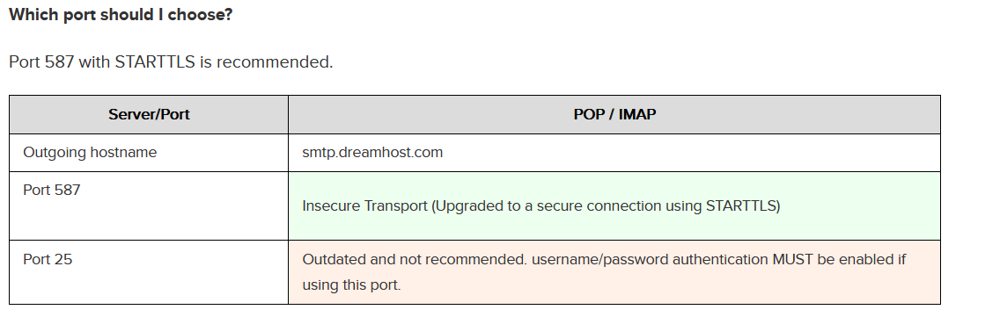 Which port should I choose?
Port 587 with STARTTLS is recommended.
Server/Port POP / IMAP
Outgoing hostname smtp.dreamhost.com
Port 587 Insecure Transport (Upgraded to a secure connection using STARTTLS)
Port 25 Outdated and not recommended. username/password authentication MUST be enabled if
using this port.